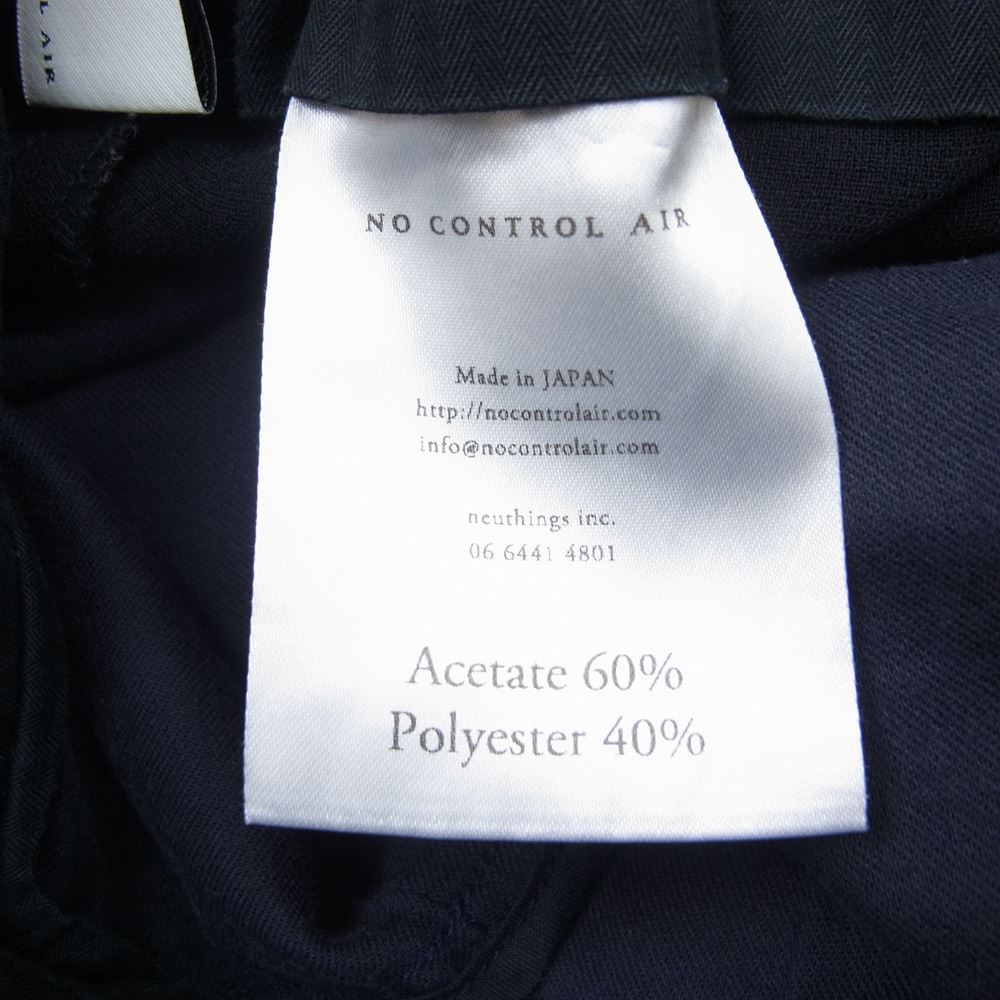 L AIR
NO CONTROL AIR
Made in JAPAN
http://nocontrolair.com
info@nocontrolair.com
neuthings inc.
06 6441 4801
Acetate 60%
Polyester 40%